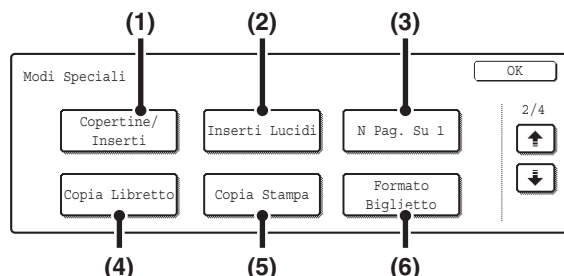 (1) (2) (3)
Modi Speciali
OK
Copertine/
Inserti
Inserti Lucidi
N Pag. Su 1
2/4
Copia Libretto
Copia Stampa
Formato
Biglietto
(4) (5) (6)